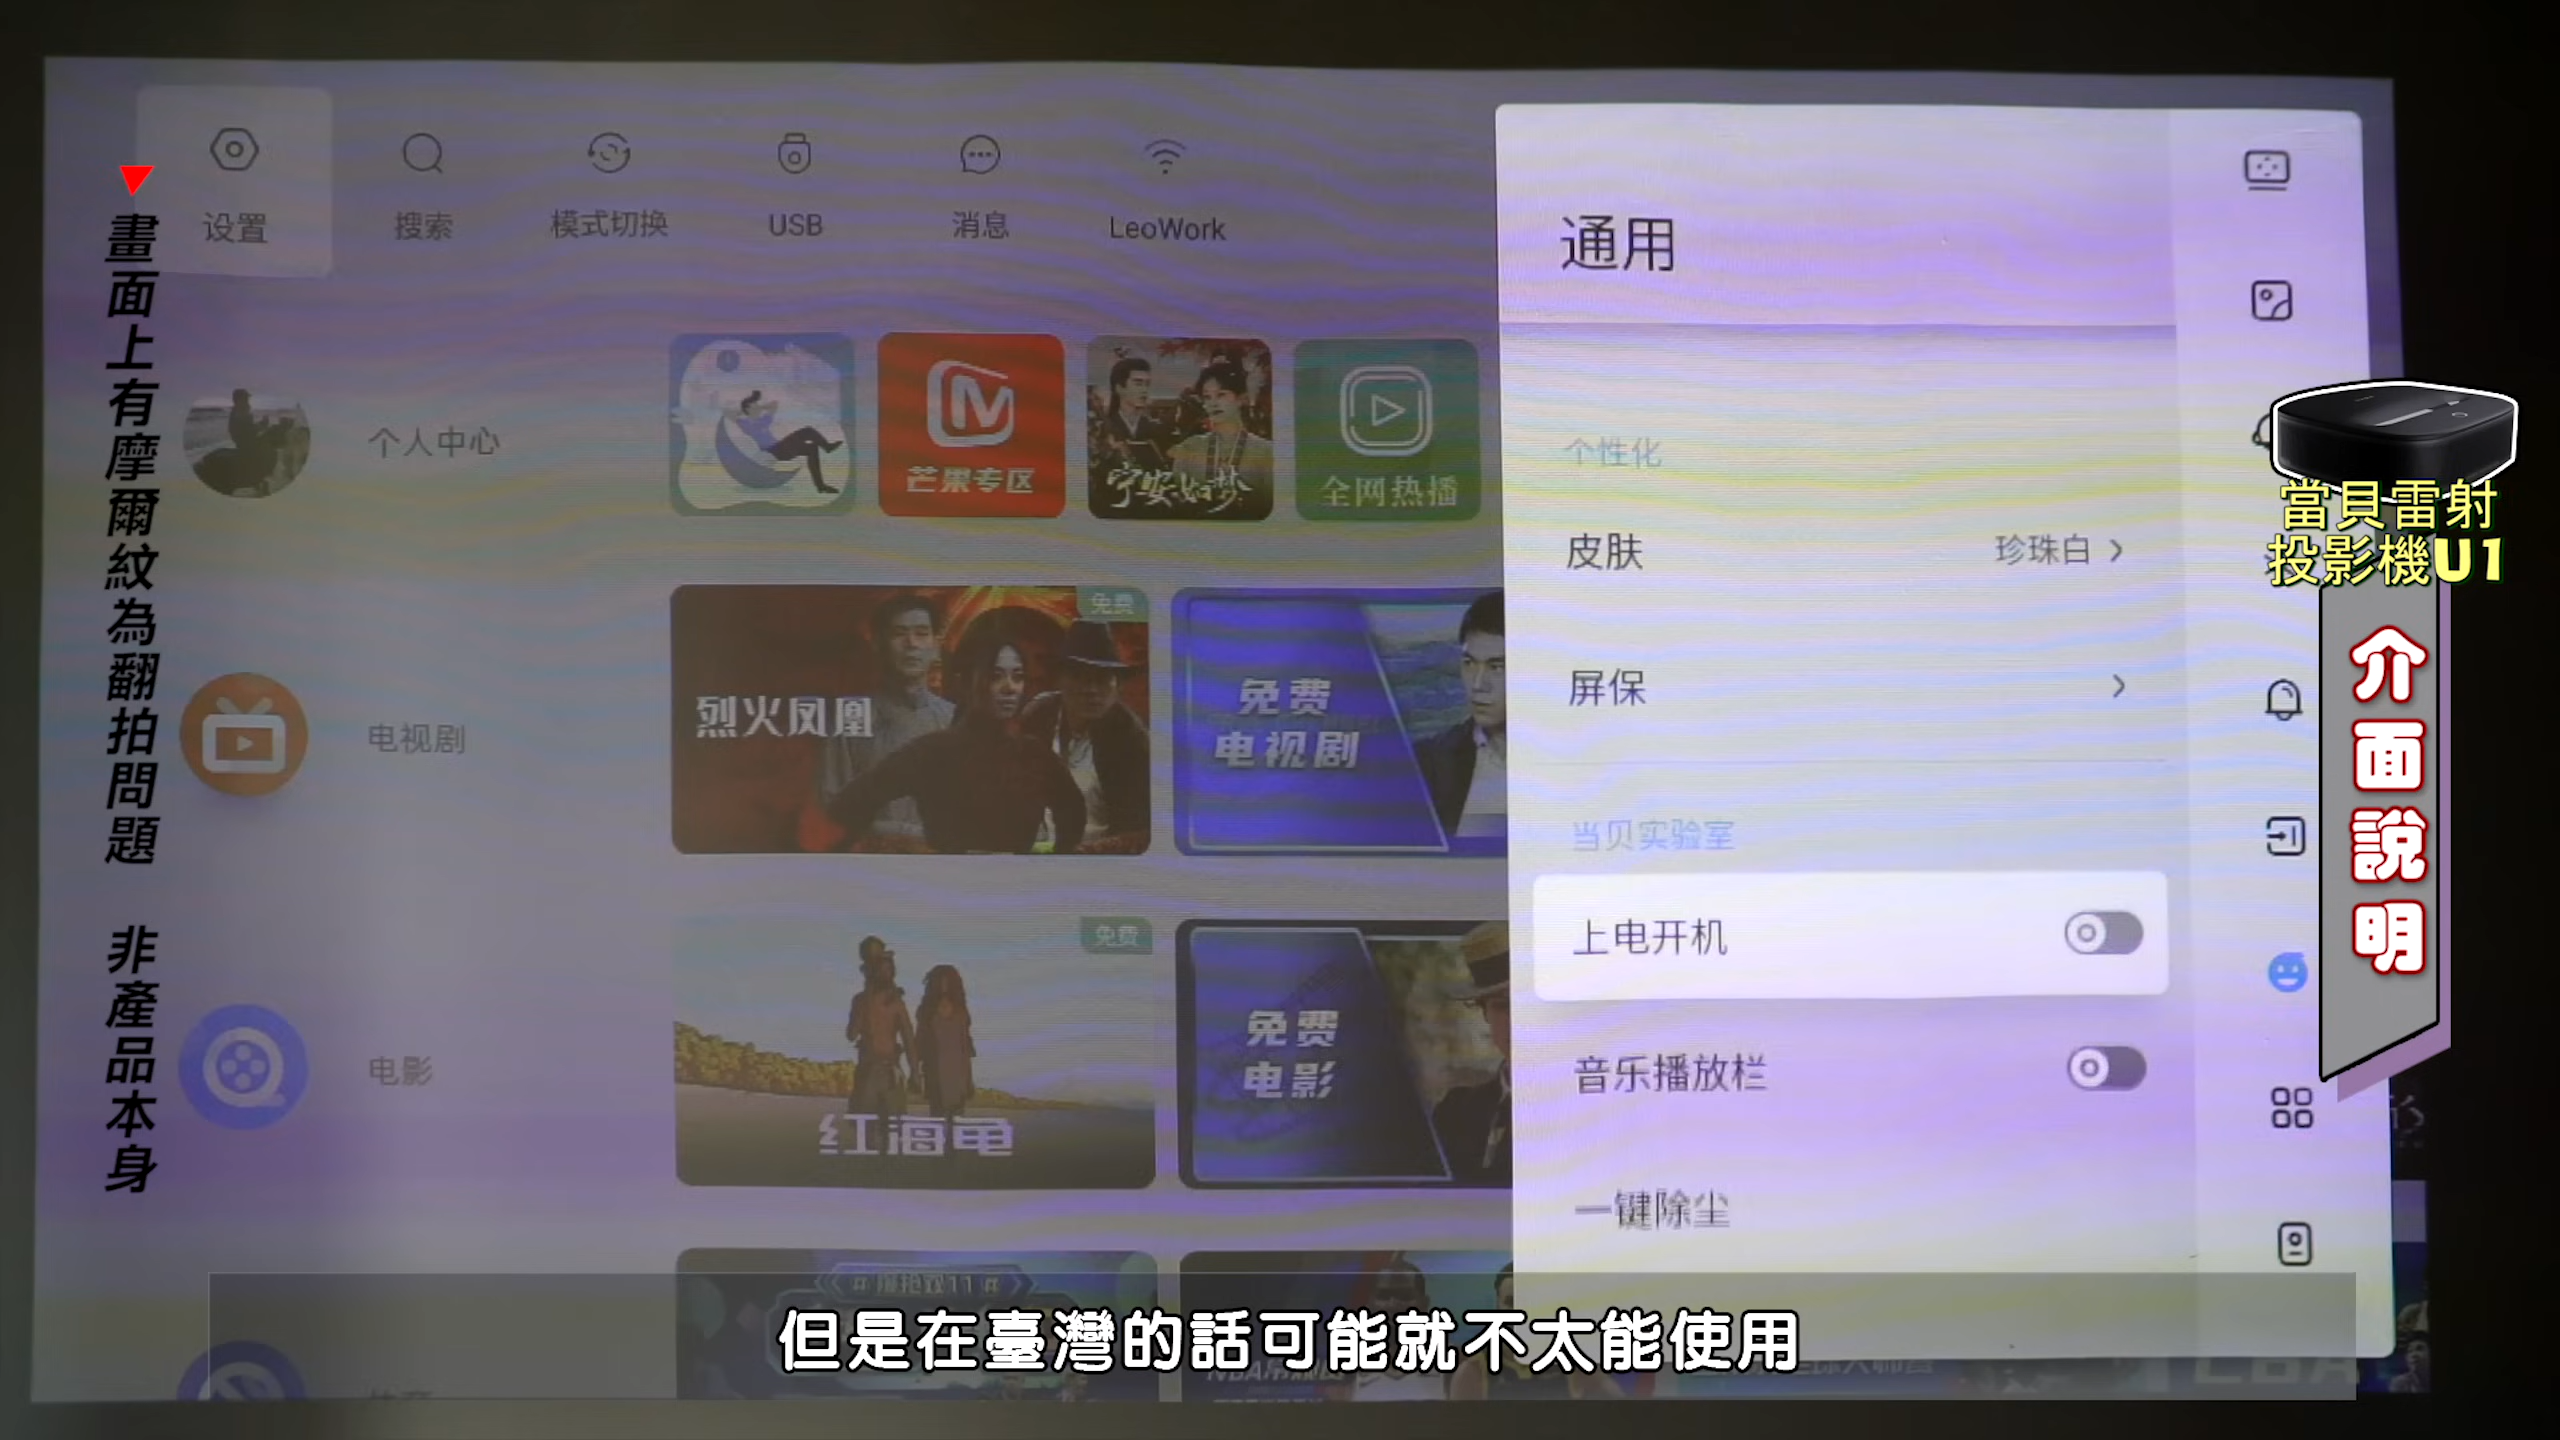 设置
搜索
模式切换
USB
消息
LeoWork
▼畫面上有摩爾紋為翻拍問題 非產品本身
个人中心
芒果专区
宁安如梦
全网热播
电视剧
烈火凤凰
免费
免费
电视剧
电影
红海龟
免费
免费
电影
通用
个性化
皮肤
珍珠白
屏保
当贝实验室
上电开机
音乐播放栏
一键除尘
當貝雷射
投影機U1
介面說明
但是在臺灣的話可能就不太能使用